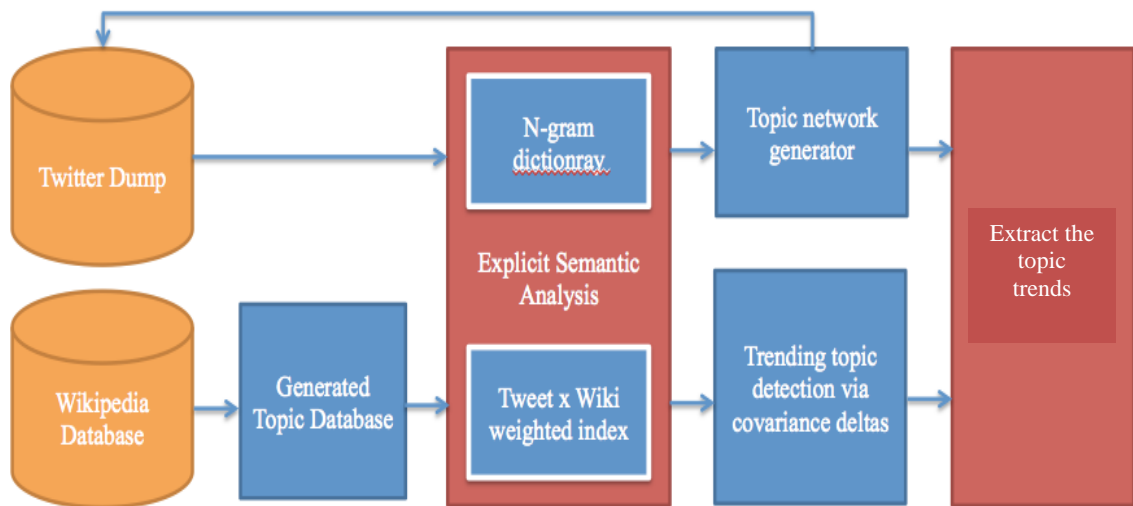 Twitter Dump
N-gram
dictionray
Topic network
generator
Explicit Semantic
Analysis
Extract the
topic
trends
Wikipedia
Database
Generated
Topic Database
Tweet x Wiki
weighted index
Trending topic
detection via
covariance deltas